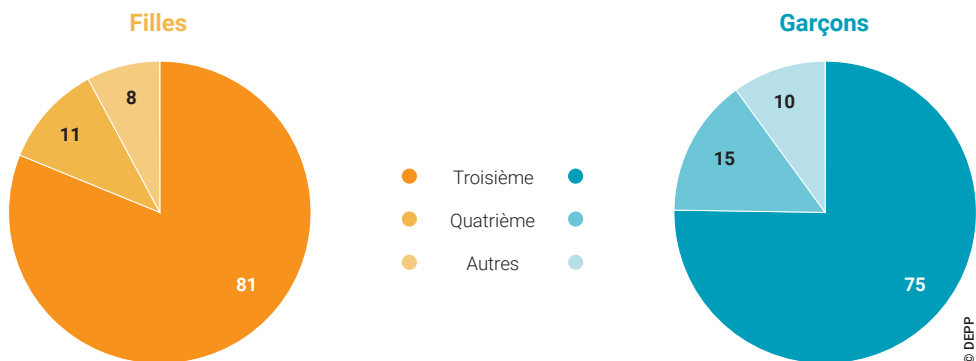 Filles
Garçons
8
11
81
Troisième
Quatrième
Autres
10
15
75
© DEPP